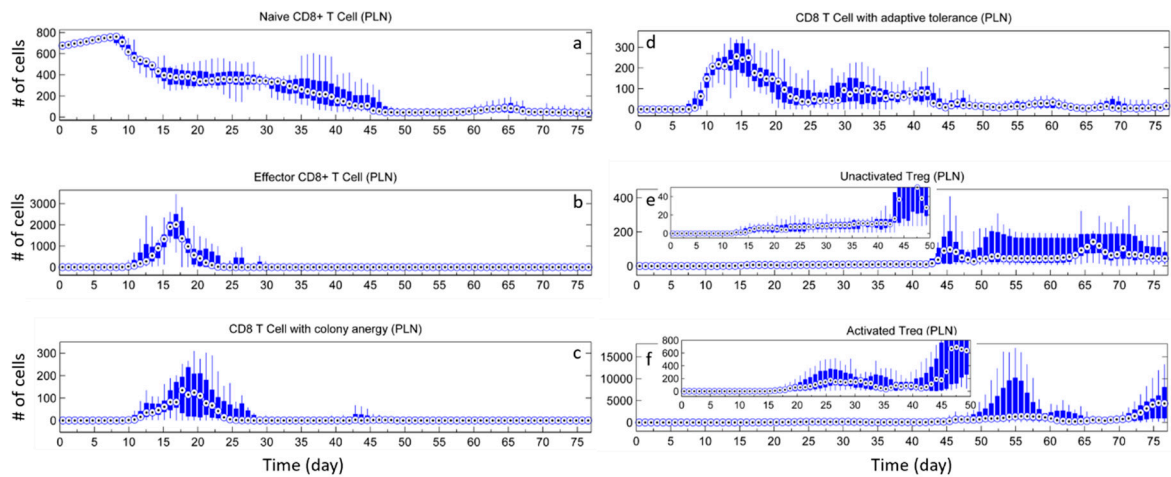 Naive CD8+ T Cell (PLN)
# of cells
800
600
400
200
0
a
0 5 10 15 20 25 30 35 40 45 50 55 60 65 70 75
Effector CD8+ T Cell (PLN)
# of cells
3000
2000
1000
0
b
0 5 10 15 20 25 30 35 40 45 50 55 60 65 70 75
CD8 T Cell with colony anergy (PLN)
# of cells
300
200
100
0
c
0 5 10 15 20 25 30 35 40 45 50 55 60 65 70 75
Time (day)
CD8 T Cell with adaptive tolerance (PLN)
300
200
100
0
d
0 5 10 15 20 25 30 35 40 45 50 55 60 65 70 75
Unactivated Treg (PLN)
400
200
0
e
40
20
0
0 5 10 15 20 25 30 35 40 45 50
0 5 10 15 20 25 30 35 40 45 50 55 60 65 70 75
Activated Treg (PLN)
15000
10000
5000
0
f
800
600
400
200
0
0 5 10 15 20 25 30 35 40 45 50
0 5 10 15 20 25 30 35 40 45 50 55 60 65 70 75
Time (day)